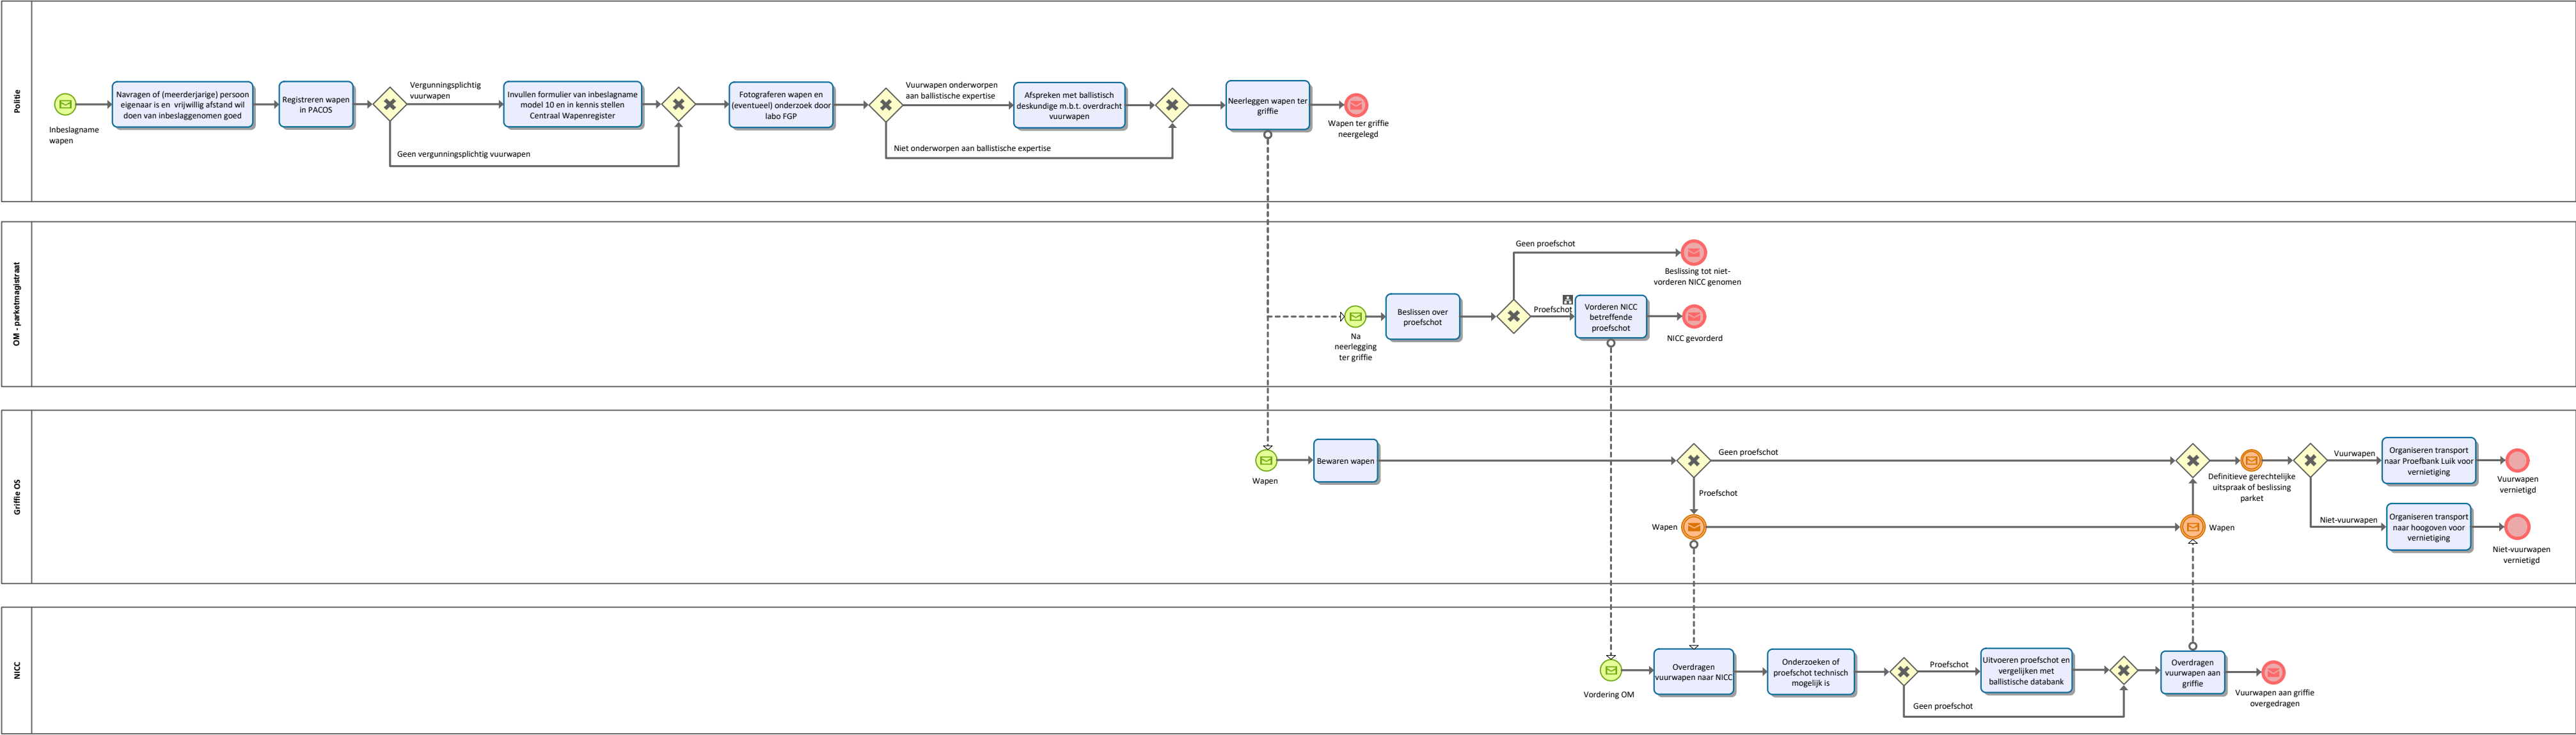 Politie
Inbeslagname
wapen
Navragen of (meerderjarige) persoon
eigenaar is en  vrijwillig afstand wil
doen van inbeslaggenomen goed
Registreren wapen
in PACOS
Vergunningsplichtig
vuurwapen
Geen vergunningsplichtig vuurwapen
Invullen formulier van inbeslagname
model 10 en in kennis stellen
Centraal Wapenregister
Fotograferen wapen en
(eventueel) onderzoek door
labo FGP
Vuurwapen onderworpen
aan ballistische expertise
Niet onderworpen aan ballistische expertise
Afspreken met ballistisch
deskundige m.b.t. overdracht
vuurwapen
Neerleggen wapen ter
griffie
Wapen ter griffie
neergelegd
OM - parketmagistraat
Na
neerlegging
ter griffie
Beslissen over
proefschot
Geen proefschot
Beslissing tot niet-
vorderen NICC genomen
Proefschot
Vorderen NICC
betreffende
proefschot
NICC gevorderd
Griffie OS
Wapen
Bewaren wapen
Geen proefschot
Proefschot
Wapen
Wapen
Definitieve gerechtelijke
uitspraak of beslissing
parket
Vuurwapen
Organiseren transport
naar Proefbank Luik voor
vernietiging
Vuurwapen
vernietigd
Niet-vuurwapen
Organiseren transport
naar hoogoven voor
vernietiging
Niet-vuurwapen
vernietigd
NICC
Vordering OM
Overdragen
vuurwapen naar NICC
Onderzoeken of
proefschot technisch
mogelijk is
Proefschot
Geen proefschot
Uitvoeren proefschot en
vergelijken met
ballistische databank
Overdragen
vuurwapen aan
griffie
Vuurwapen aan griffie
overgedragen